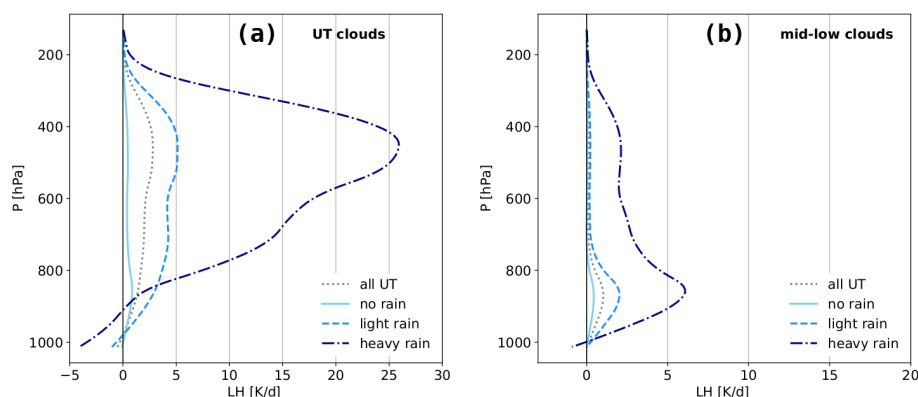 (a) UT clouds
200
400
600
800
1000
P [hPa]
all UT
no rain
light rain
heavy rain
−5 0 5 10 15 20 25 30
LH [K/d]
(b) mid-low clouds
200
400
600
800
1000
P [hPa]
all UT
no rain
light rain
heavy rain
0 5 10 15 20
LH [K/d]